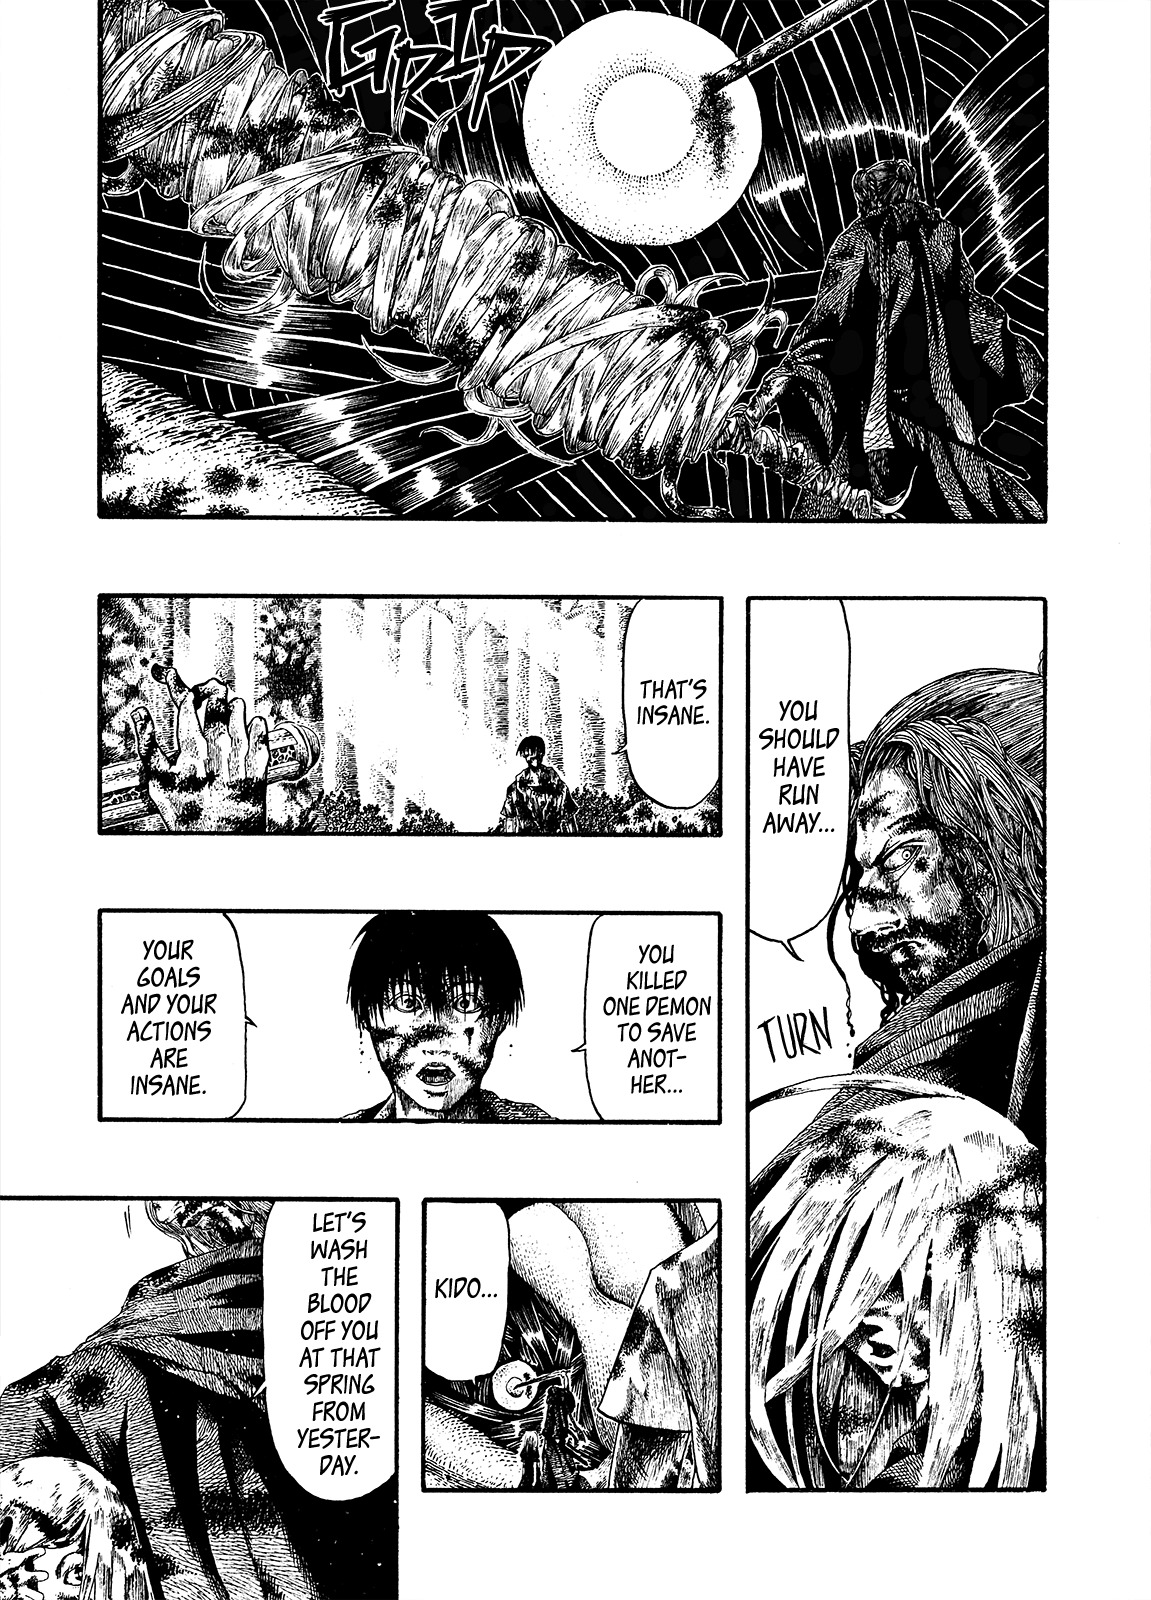 GRIP
YOU
SHOULD
HAVE
RUN
AWAY...
TURN
THAT'S
INSANE.
YOU
KILLED
ONE DEMON
TO SAVE
ANOT-
HER...
YOUR
GOALS
AND YOUR
ACTIONS
ARE
INSANE.
KIDO...
LET'S
WASH
THE
BLOOD
OFF YOU
AT THAT
SPRING
FROM
YESTER-
DAY.